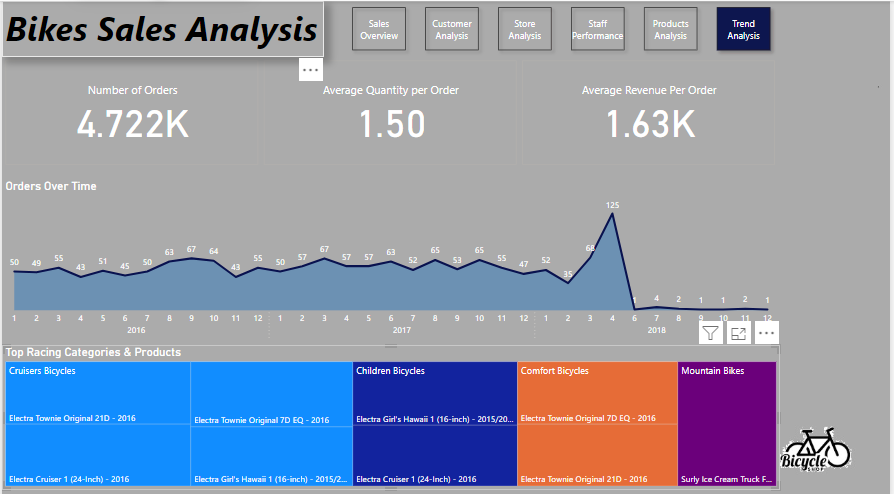 Bikes Sales Analysis
Sales Overview
Customer Analysis
Store Analysis
Staff Performance
Products Analysis
Trend Analysis
Number of Orders
4.722K
Average Quantity per Order
1.50
Average Revenue Per Order
1.63K
Orders Over Time
50 49 55 43 51 45 50 63 67 64 43 55 50 57 67 57 57 63 52 65 53 65 55 47 52 35 68 125 1 4 2 1 1 2 1
1 2 3 4 5 6 7 8 9 10 11 12 1 2 3 4 5 6 7 8 9 10 11 12 1 2 3 4 6 7 8 9 10 11 12
2016 2017 2018
Top Racing Categories & Products
Cruisers Bicycles
Electra Townie Original 21D - 2016
Electra Townie Original 7D EQ - 2016
Electra Cruiser 1 (24-Inch) - 2016
Electra Girl's Hawaii 1 (16-inch) - 2015/2...
Children Bicycles
Electra Girl's Hawaii 1 (16-inch) - 2015/20...
Electra Cruiser 1 (24-Inch) - 2016
Comfort Bicycles
Electra Townie Original 7D EQ - 2016
Electra Townie Original 21D - 2016
Mountain Bikes
Surly Ice Cream Truck F...
Bicycle
SHOP